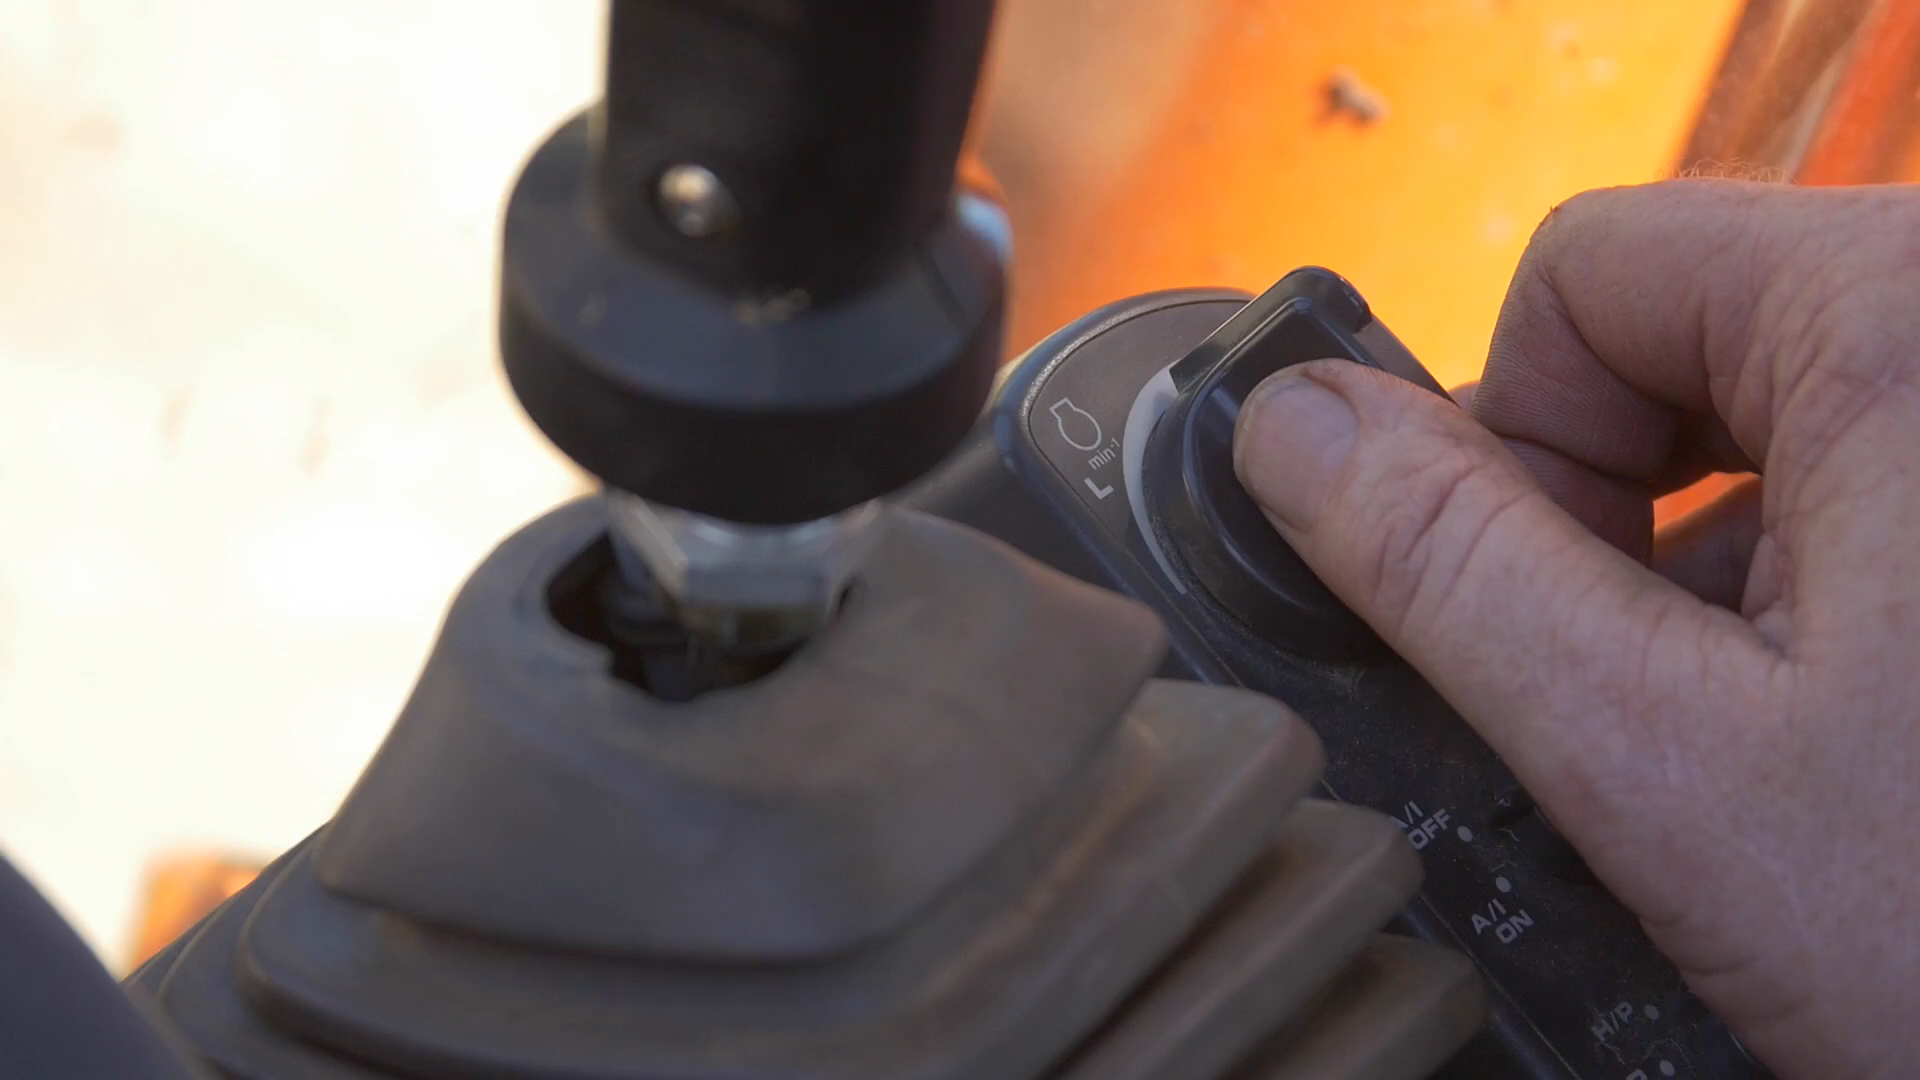 min⁻¹
L
A/I
OFF
A/I
ON
H/P